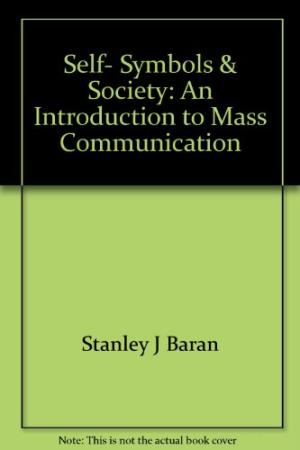 Self- Symbols &
Society: An
Introduction to Mass
Communication
Stanley J Baran
Note: This is not the actual book cover